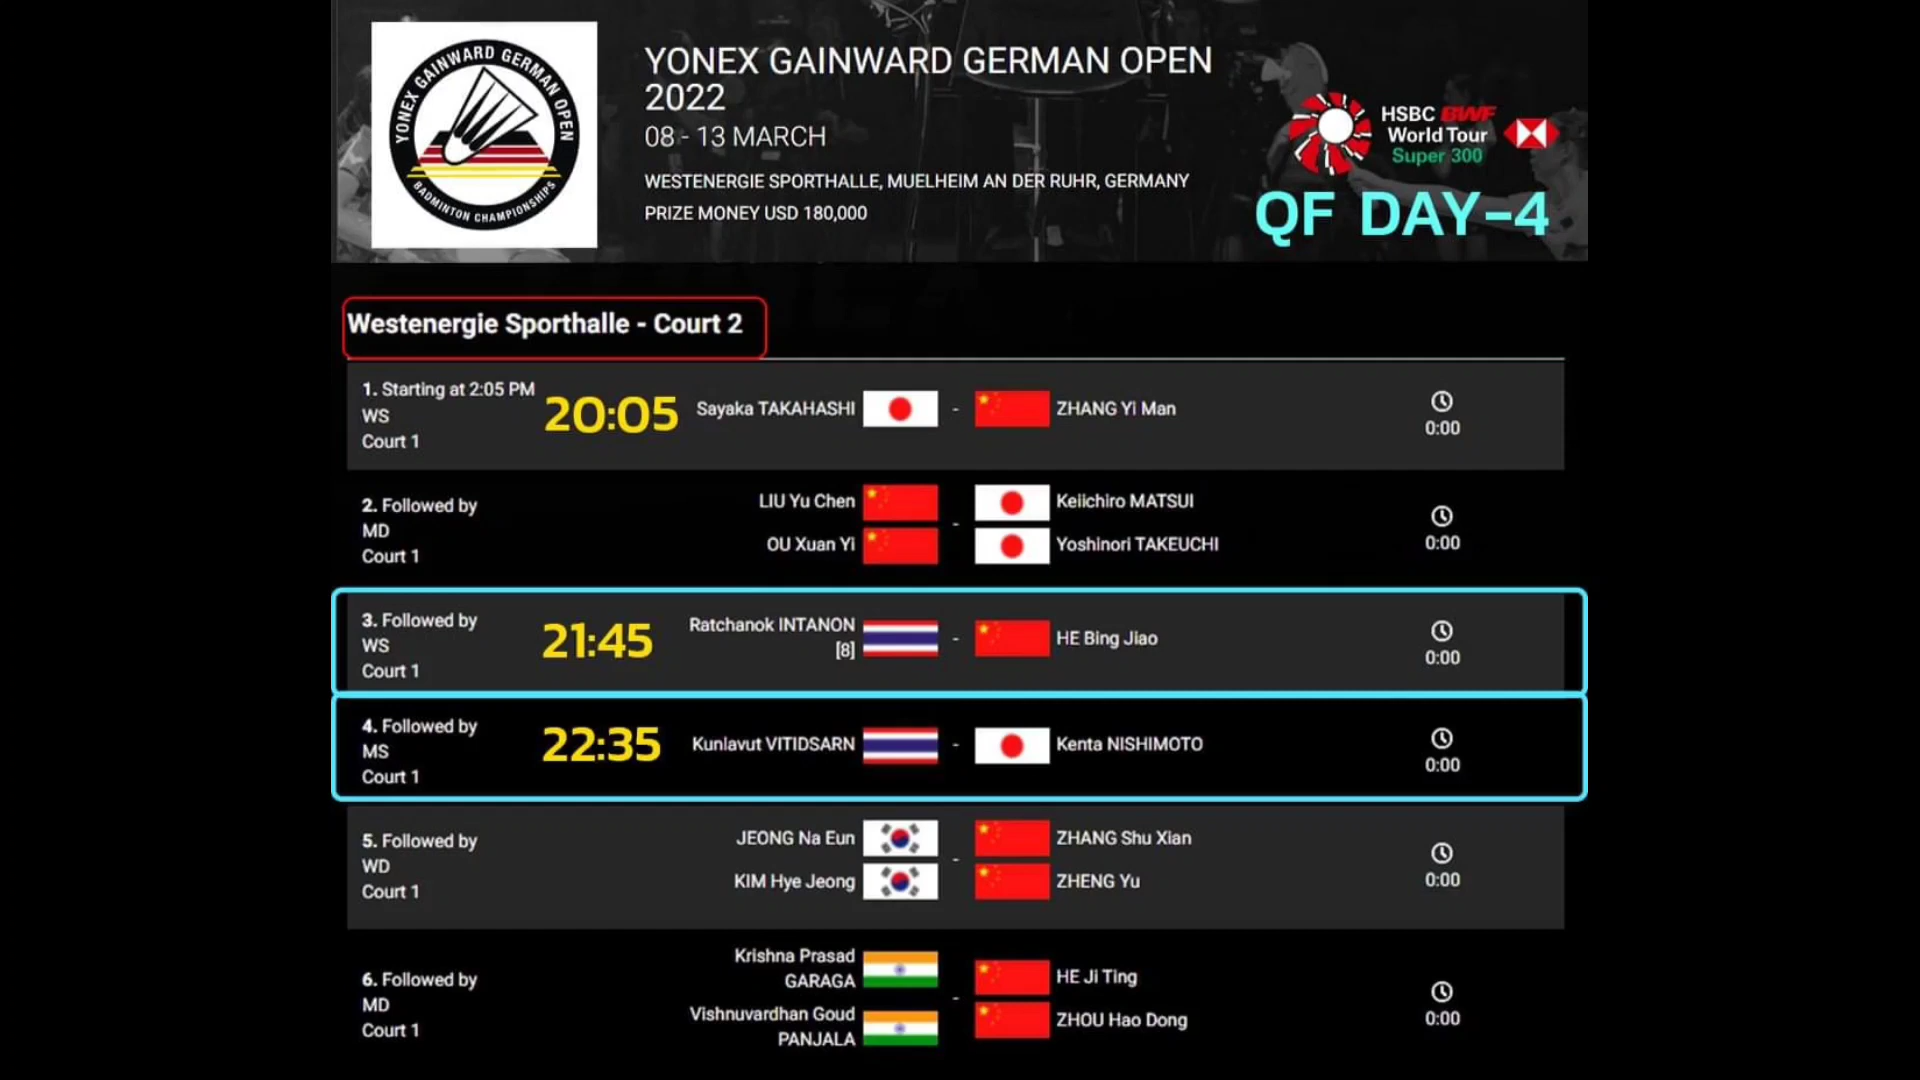 YONEX GAINWARD GERMAN OPEN
BADMINTON CHAMPIONSHIPS
YONEX GAINWARD GERMAN OPEN
2022
08 - 13 MARCH
WESTENERGIE SPORTHALLE, MUELHEIM AN DER RUHR, GERMANY
PRIZE MONEY USD 180,000
HSBC BWF
World Tour
Super 300
QF DAY-4
Westenergie Sporthalle - Court 2
1. Starting at 2:05 PM
WS
Court 1
20:05
Sayaka TAKAHASHI - ZHANG Yi Man
0:00
2. Followed by
MD
Court 1
LIU Yu Chen
OU Xuan Yi
-
Keiichiro MATSUI
Yoshinori TAKEUCHI
0:00
3. Followed by
WS
Court 1
21:45
Ratchanok INTANON
[8]
-
HE Bing Jiao
0:00
4. Followed by
MS
Court 1
22:35
Kunlavut VITIDSARN - Kenta NISHIMOTO
0:00
5. Followed by
WD
Court 1
JEONG Na Eun
KIM Hye Jeong
-
ZHANG Shu Xian
ZHENG Yu
0:00
6. Followed by
MD
Court 1
Krishna Prasad
GARAGA
Vishnuvardhan Goud
PANJALA
-
HE Ji Ting
ZHOU Hao Dong
0:00